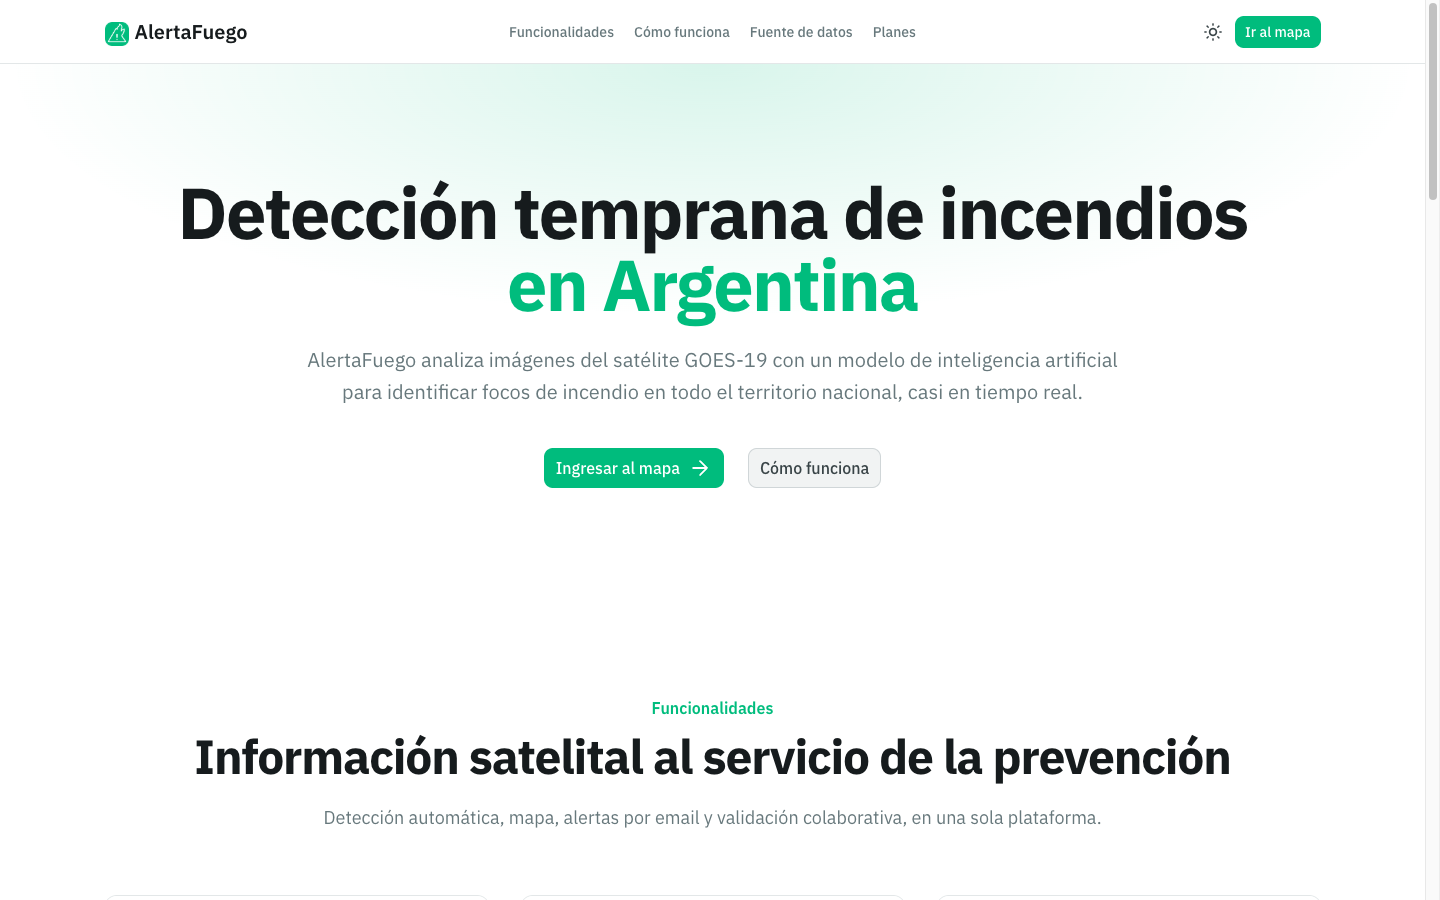 AlertaFuego
Funcionalidades
Cómo funciona
Fuente de datos
Planes
Ir al mapa
Detección temprana de incendios
en Argentina
AlertaFuego analiza imágenes del satélite GOES-19 con un modelo de inteligencia artificial
para identificar focos de incendio en todo el territorio nacional, casi en tiempo real.
Ingresar al mapa
Cómo funciona
Funcionalidades
Información satelital al servicio de la prevención
Detección automática, mapa, alertas por email y validación colaborativa, en una sola plataforma.